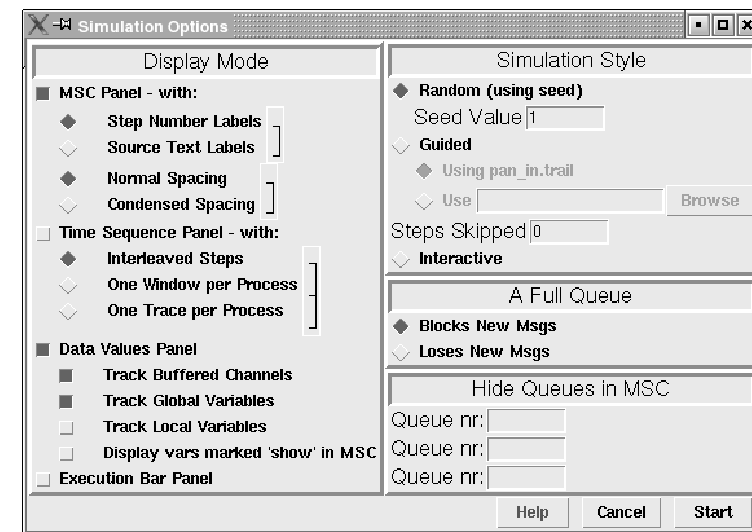 Simulation Options
Display Mode
MSC Panel - with:
Step Number Labels
Source Text Labels
Normal Spacing
Condensed Spacing
Time Sequence Panel - with:
Interleaved Steps
One Window per Process
One Trace per Process
Data Values Panel
Track Buffered Channels
Track Global Variables
Track Local Variables
Display vars marked 'show' in MSC
Execution Bar Panel
Simulation Style
Random (using seed)
Seed Value 1
Guided
Using pan_in.trail
Use Browse
Steps Skipped 0
Interactive
A Full Queue
Blocks New Msgs
Loses New Msgs
Hide Queues in MSC
Queue nr:
Queue nr:
Queue nr:
Help Cancel Start